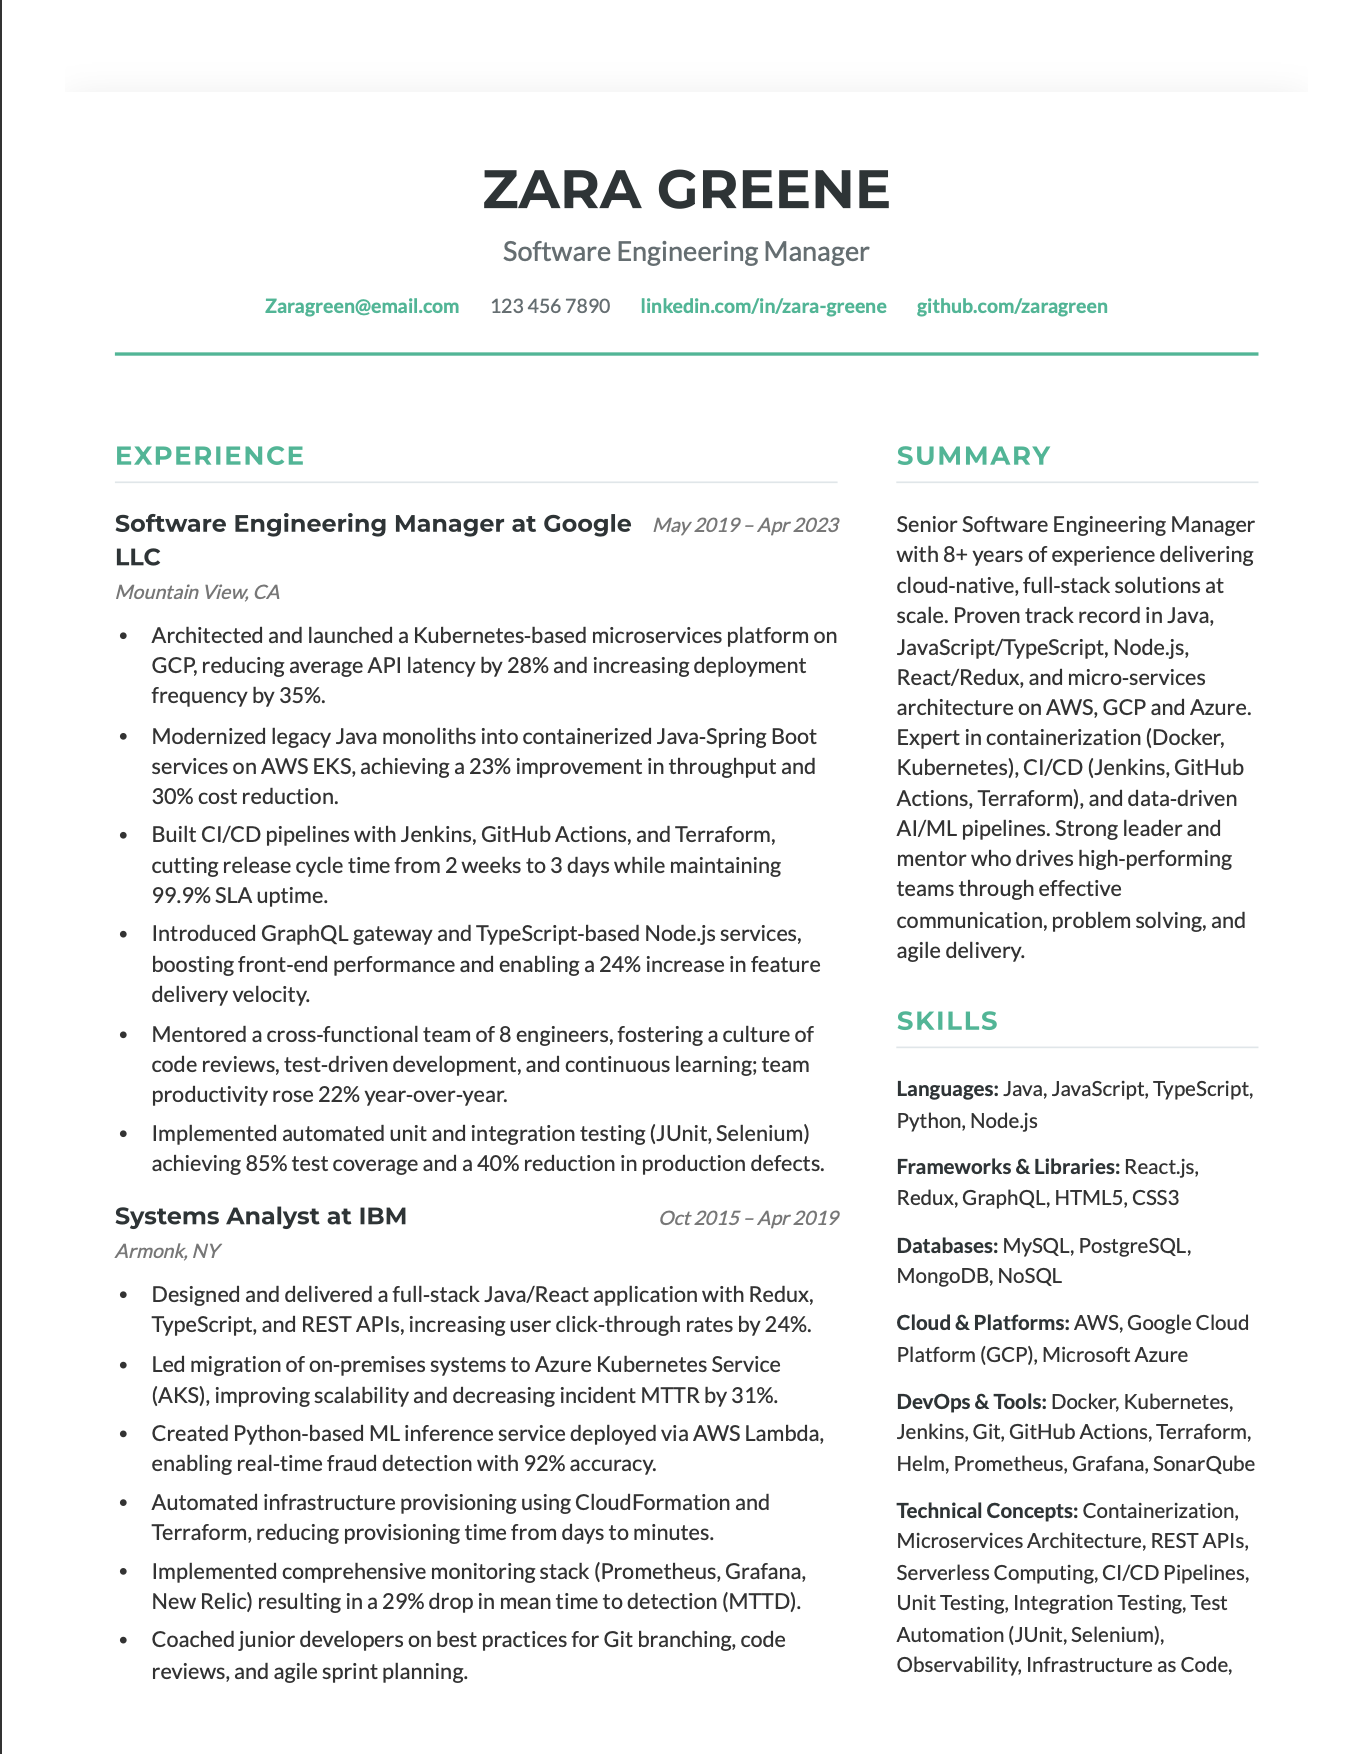 ZARA GREENE
Software Engineering Manager
Zaragreen@email.com 123 456 7890 linkedin.com/in/zara-greene github.com/zaragreen
EXPERIENCE
Software Engineering Manager at Google May 2019 – Apr 2023
LLC
Mountain View, CA
• Architected and launched a Kubernetes-based microservices platform on
GCP, reducing average API latency by 28% and increasing deployment
frequency by 35%.
• Modernized legacy Java monoliths into containerized Java-Spring Boot
services on AWS EKS, achieving a 23% improvement in throughput and
30% cost reduction.
• Built CI/CD pipelines with Jenkins, GitHub Actions, and Terraform,
cutting release cycle time from 2 weeks to 3 days while maintaining
99.9% SLA uptime.
• Introduced GraphQL gateway and TypeScript-based Node.js services,
boosting front-end performance and enabling a 24% increase in feature
delivery velocity.
• Mentored a cross-functional team of 8 engineers, fostering a culture of
code reviews, test-driven development, and continuous learning; team
productivity rose 22% year-over-year.
• Implemented automated unit and integration testing (JUnit, Selenium)
achieving 85% test coverage and a 40% reduction in production defects.
Systems Analyst at IBM Oct 2015 – Apr 2019
Armonk, NY
• Designed and delivered a full-stack Java/React application with Redux,
TypeScript, and REST APIs, increasing user click-through rates by 24%.
• Led migration of on-premises systems to Azure Kubernetes Service
(AKS), improving scalability and decreasing incident MTTR by 31%.
• Created Python-based ML inference service deployed via AWS Lambda,
enabling real-time fraud detection with 92% accuracy.
• Automated infrastructure provisioning using CloudFormation and
Terraform, reducing provisioning time from days to minutes.
• Implemented comprehensive monitoring stack (Prometheus, Grafana,
New Relic) resulting in a 29% drop in mean time to detection (MTTD).
• Coached junior developers on best practices for Git branching, code
reviews, and agile sprint planning.
SUMMARY
Senior Software Engineering Manager
with 8+ years of experience delivering
cloud-native, full-stack solutions at
scale. Proven track record in Java,
JavaScript/TypeScript, Node.js,
React/Redux, and micro-services
architecture on AWS, GCP and Azure.
Expert in containerization (Docker,
Kubernetes), CI/CD (Jenkins, GitHub
Actions, Terraform), and data-driven
AI/ML pipelines. Strong leader and
mentor who drives high-performing
teams through effective
communication, problem solving, and
agile delivery.
SKILLS
Languages: Java, JavaScript, TypeScript,
Python, Node.js
Frameworks & Libraries: React.js,
Redux, GraphQL, HTML5, CSS3
Databases: MySQL, PostgreSQL,
MongoDB, NoSQL
Cloud & Platforms: AWS, Google Cloud
Platform (GCP), Microsoft Azure
DevOps & Tools: Docker, Kubernetes,
Jenkins, Git, GitHub Actions, Terraform,
Helm, Prometheus, Grafana, SonarQube
Technical Concepts: Containerization,
Microservices Architecture, REST APIs,
Serverless Computing, CI/CD Pipelines,
Unit Testing, Integration Testing, Test
Automation (JUnit, Selenium),
Observability, Infrastructure as Code,